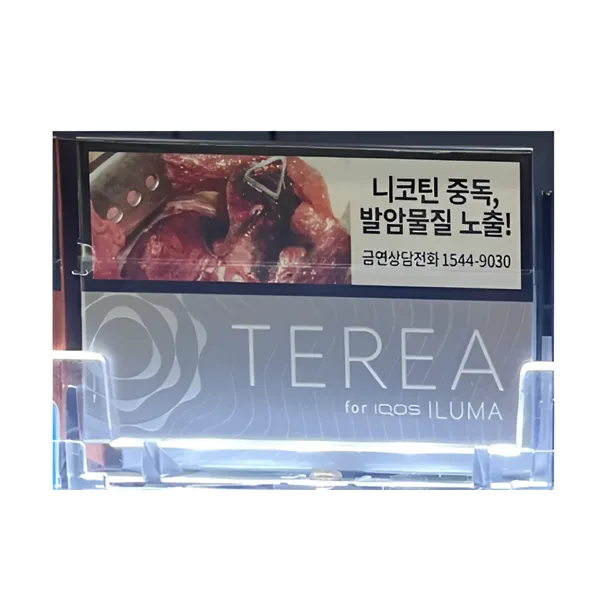 니코틴 중독,
발암물질 노출!
금연상담전화 1544-9030
TEREA
for IQOS ILUMA